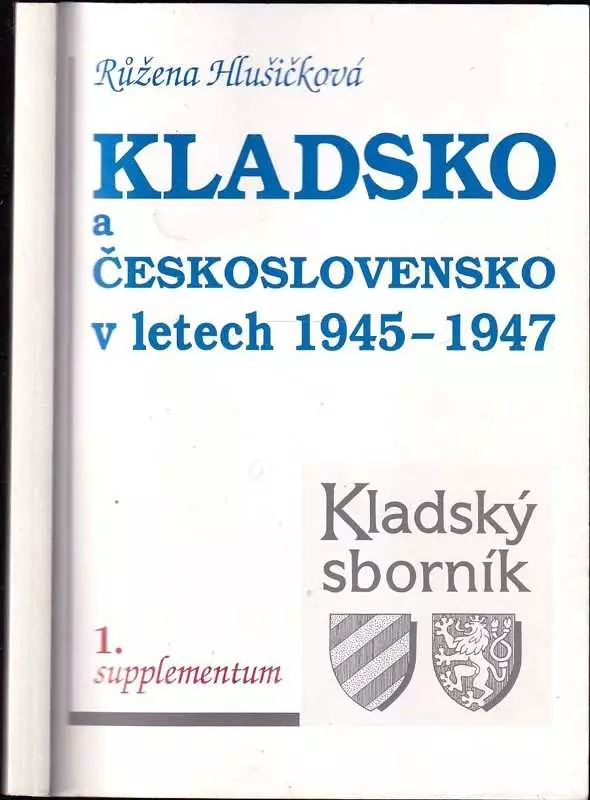 Růžena Hlušičková
KLADSKO
a
ČESKOSLOVENSKO
v letech 1945–1947
Kladský
sborník
1.
supplementum